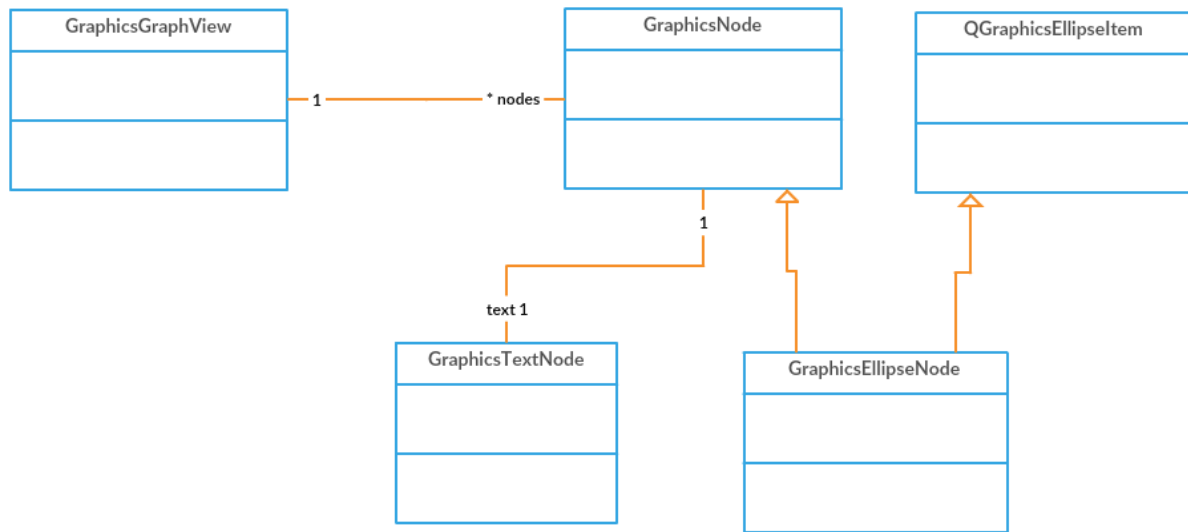 GraphicsGraphView
GraphicsNode
QGraphicsEllipseItem
1
* nodes
1
text 1
GraphicsTextNode
GraphicsEllipseNode